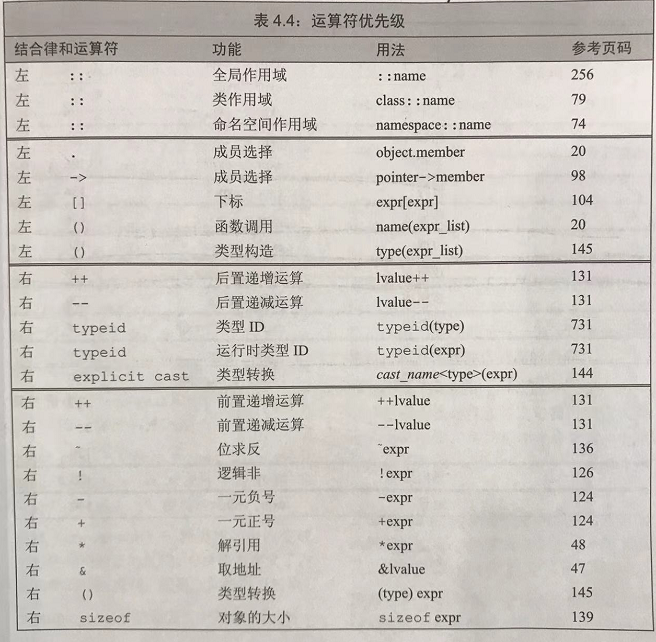 表 4.4：运算符优先级
结合律和运算符 功能 用法 参考页码
左 :: 全局作用域 ::name 256
左 :: 类作用域 class::name 79
左 :: 命名空间作用域 namespace::name 74
左 . 成员选择 object.member 20
左 -> 成员选择 pointer->member 98
左 [] 下标 expr[expr] 104
左 () 函数调用 name(expr_list) 20
左 () 类型构造 type(expr_list) 145
右 ++ 后置递增运算 lvalue++ 131
右 -- 后置递减运算 lvalue-- 131
右 typeid 类型 ID typeid(type) 731
右 typeid 运行时类型 ID typeid(expr) 731
右 explicit cast 类型转换 cast_name<type>(expr) 144
右 ++ 前置递增运算 ++lvalue 131
右 -- 前置递减运算 --lvalue 131
右 ~ 位求反 ~expr 136
右 ! 逻辑非 !expr 126
右 - 一元负号 -expr 124
右 + 一元正号 +expr 124
右 * 解引用 *expr 48
右 & 取地址 &lvalue 47
右 () 类型转换 (type) expr 145
右 sizeof 对象的大小 sizeof expr 139